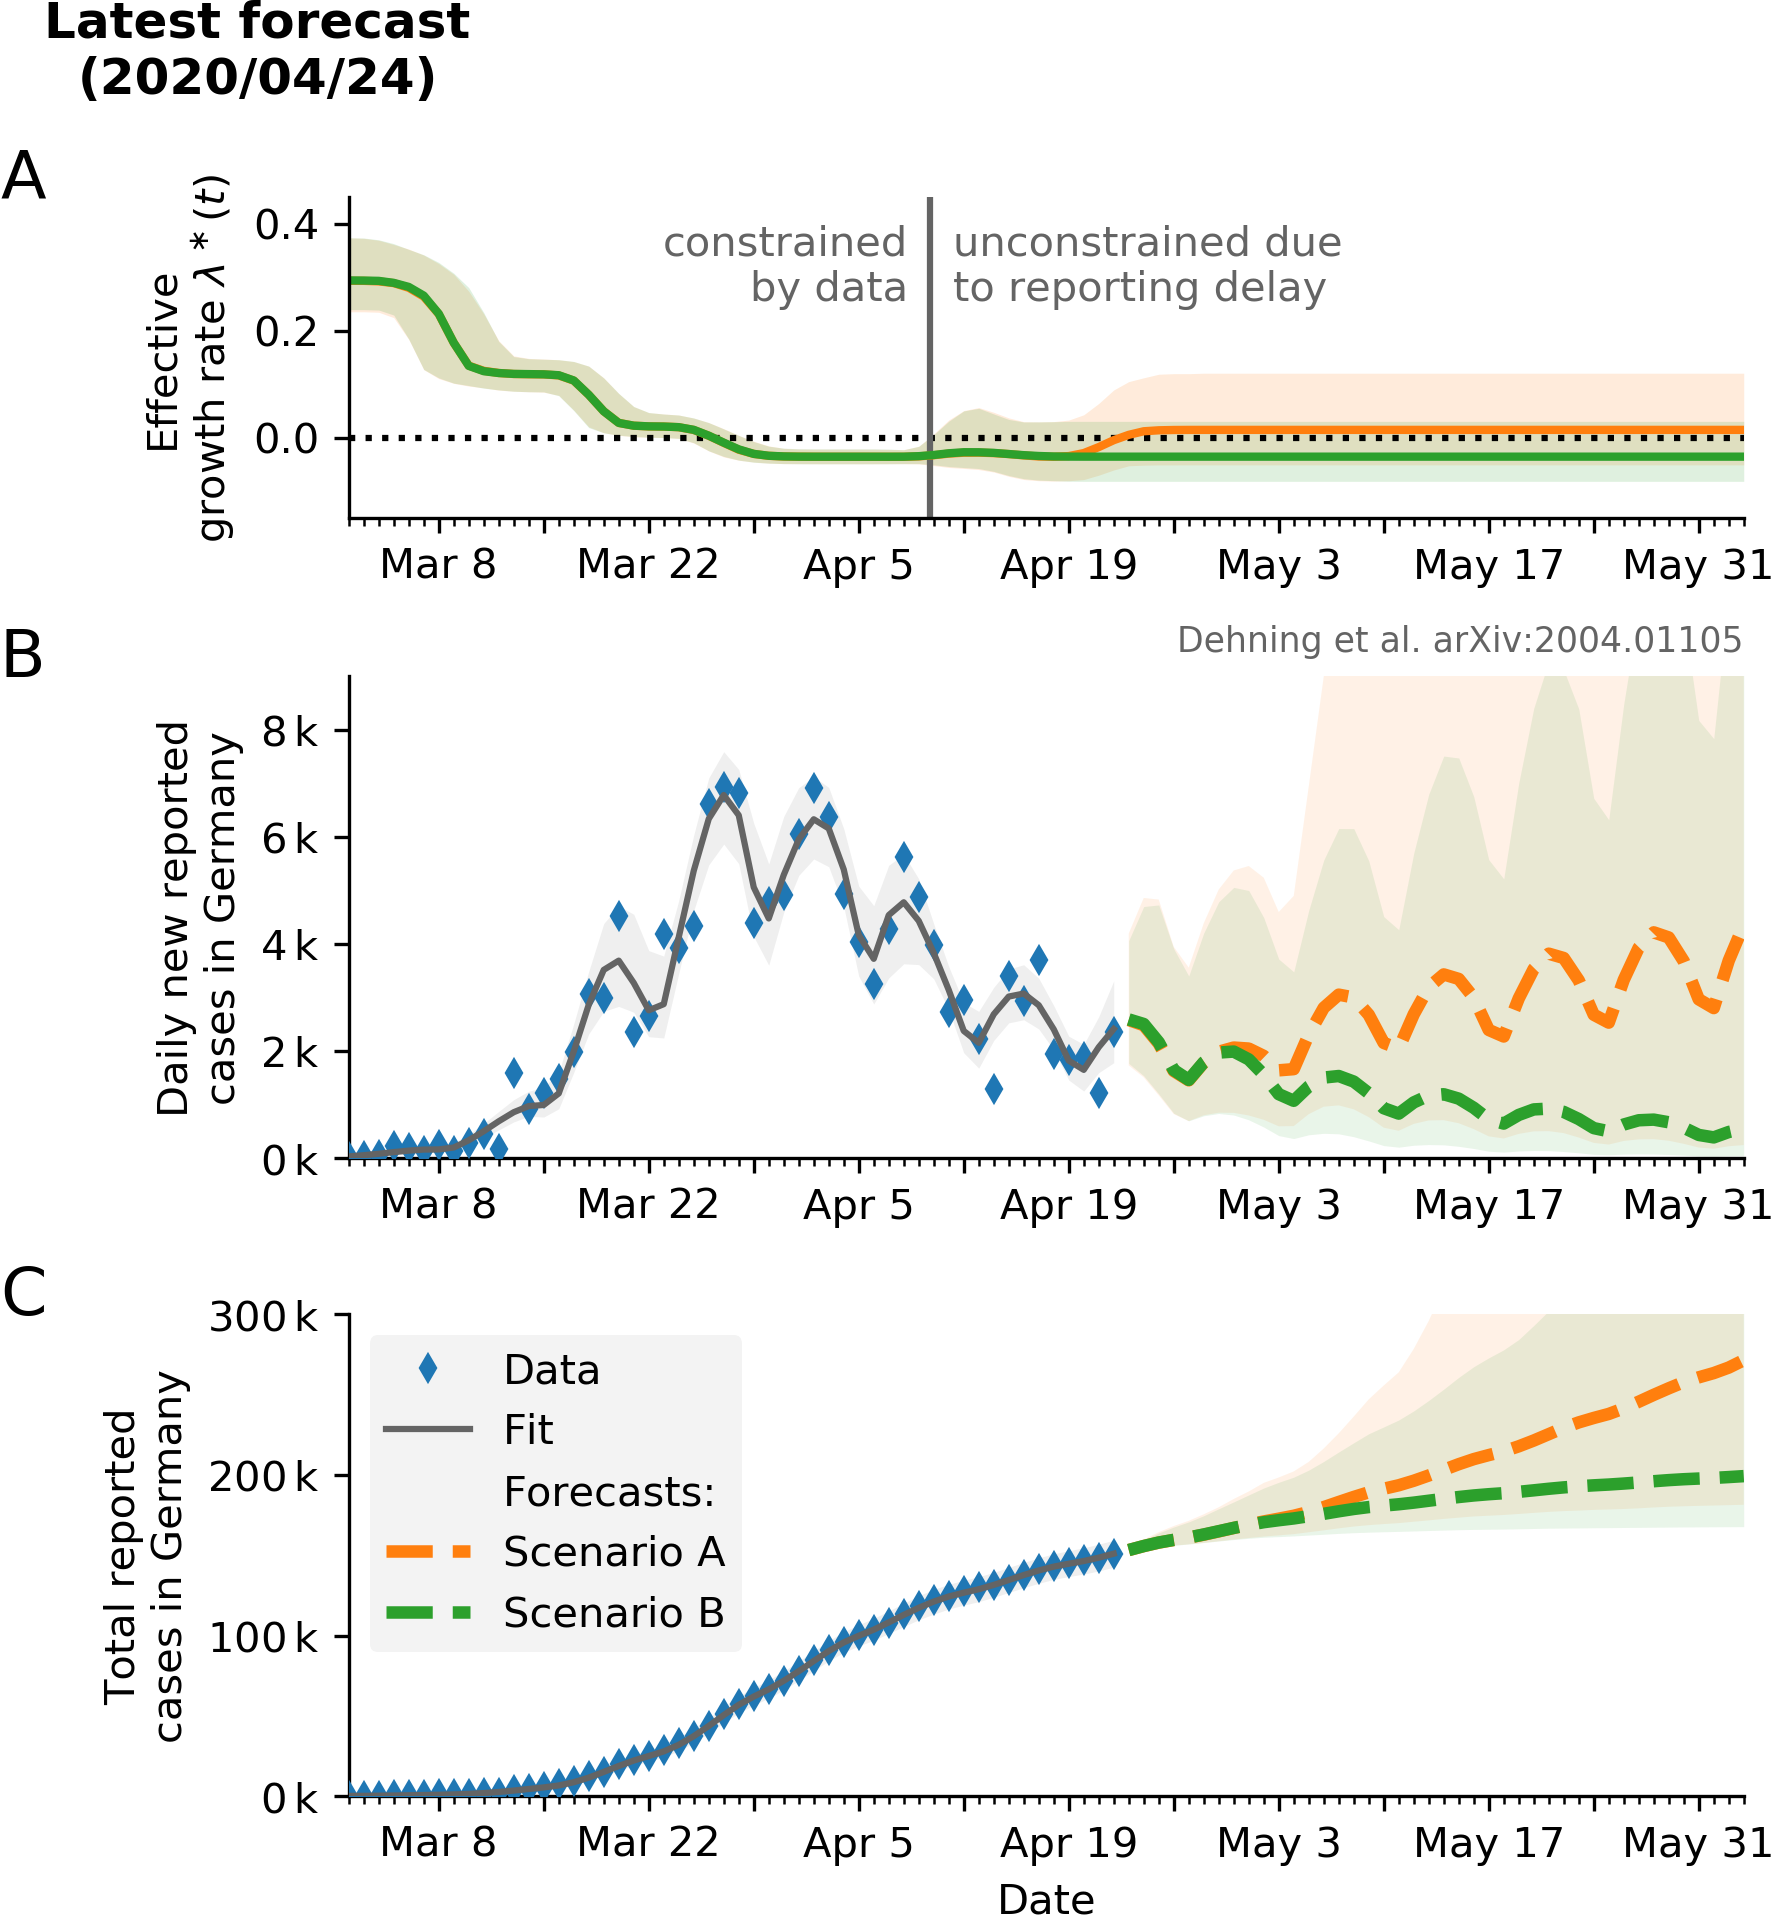 Latest forecast
(2020/04/24)
A
Effective
growth rate λ * (t)
0.4
0.2
0.0
constrained
by data
unconstrained due
to reporting delay
Mar 8
Mar 22
Apr 5
Apr 19
May 3
May 17
May 31
B
Dehning et al. arXiv:2004.01105
Daily new reported
cases in Germany
8 k
6 k
4 k
2 k
0 k
Mar 8
Mar 22
Apr 5
Apr 19
May 3
May 17
May 31
C
Total reported
cases in Germany
300 k
200 k
100 k
0 k
Data
Fit
Forecasts:
Scenario A
Scenario B
Mar 8
Mar 22
Apr 5
Apr 19
May 3
May 17
May 31
Date